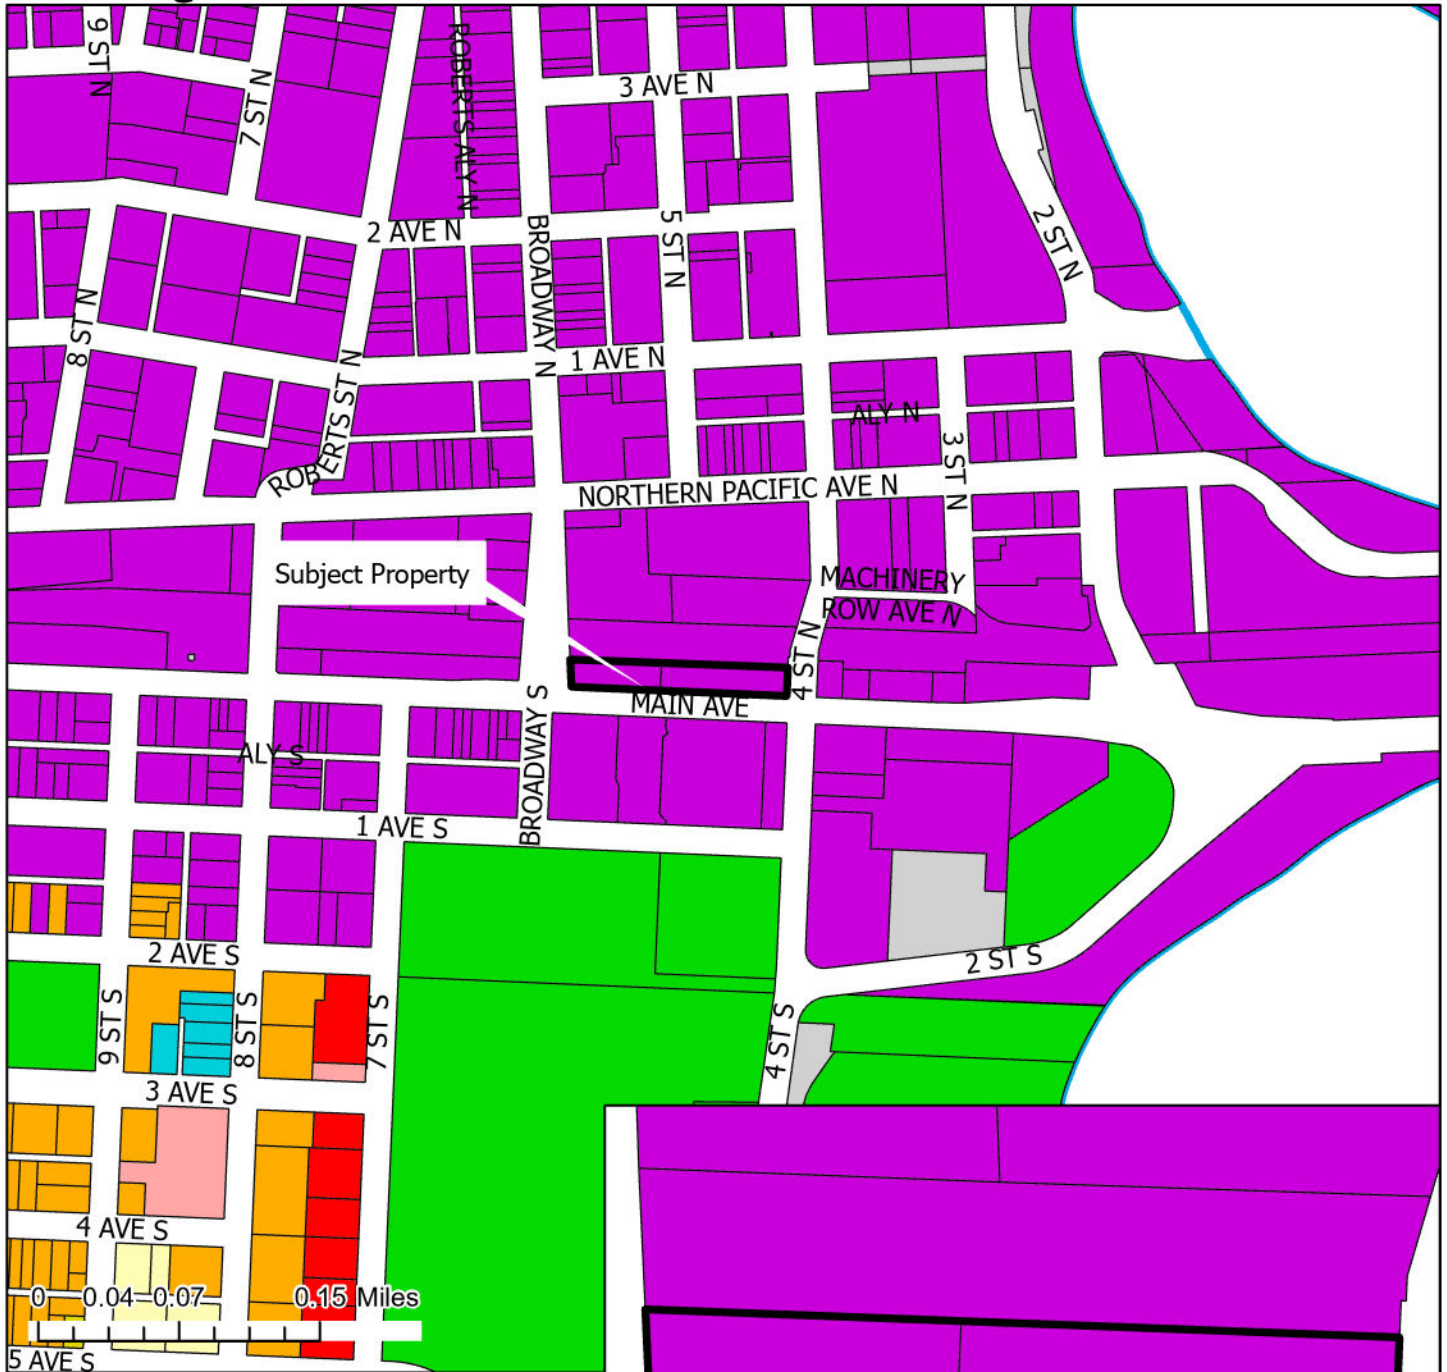 9 ST N
7 ST N
ROBERTS ALY N
3 AVE N
2 AVE N
BROADWAY N
5 ST N
2 ST N
8 ST N
1 AVE N
ROBERTS ST N
ALY N
3 ST N
NORTHERN PACIFIC AVE N
Subject Property
MACHINERY
ROW AVE N
4 ST N
MAIN AVE
BROADWAY S
ALY S
1 AVE S
2 AVE S
2 ST S
9 ST S
8 ST S
7 ST S
4 ST S
3 AVE S
4 AVE S
0 0.04 0.07 0.15 Miles
5 AVE S